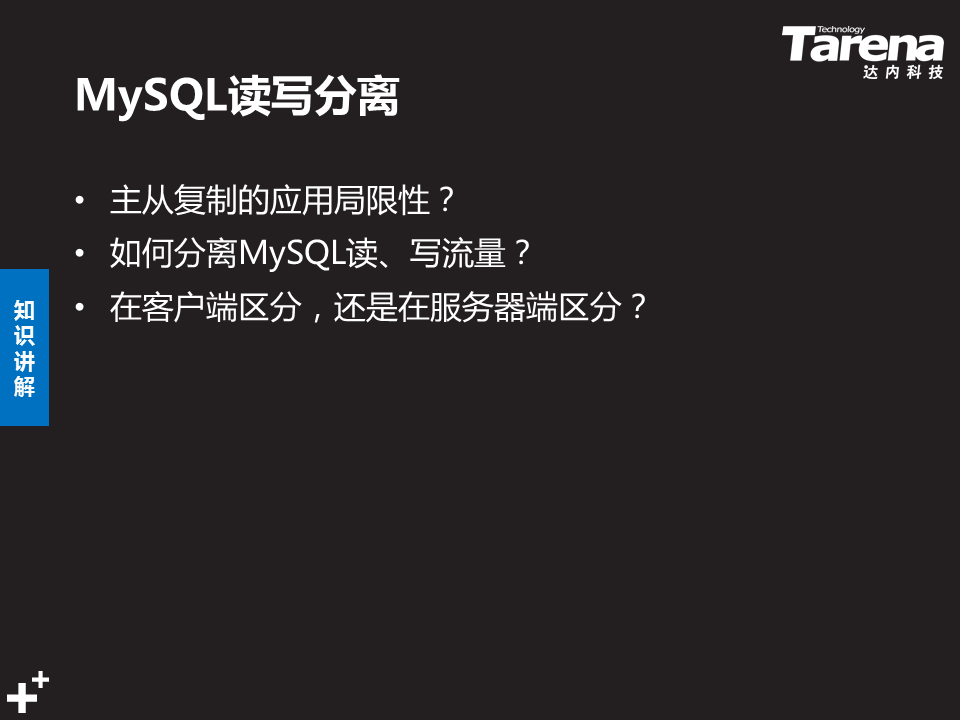 Technology
Tarena
达内科技
MySQL读写分离
• 主从复制的应用局限性？
• 如何分离MySQL读、写流量？
• 在客户端区分，还是在服务器端区分？
知
识
讲
解